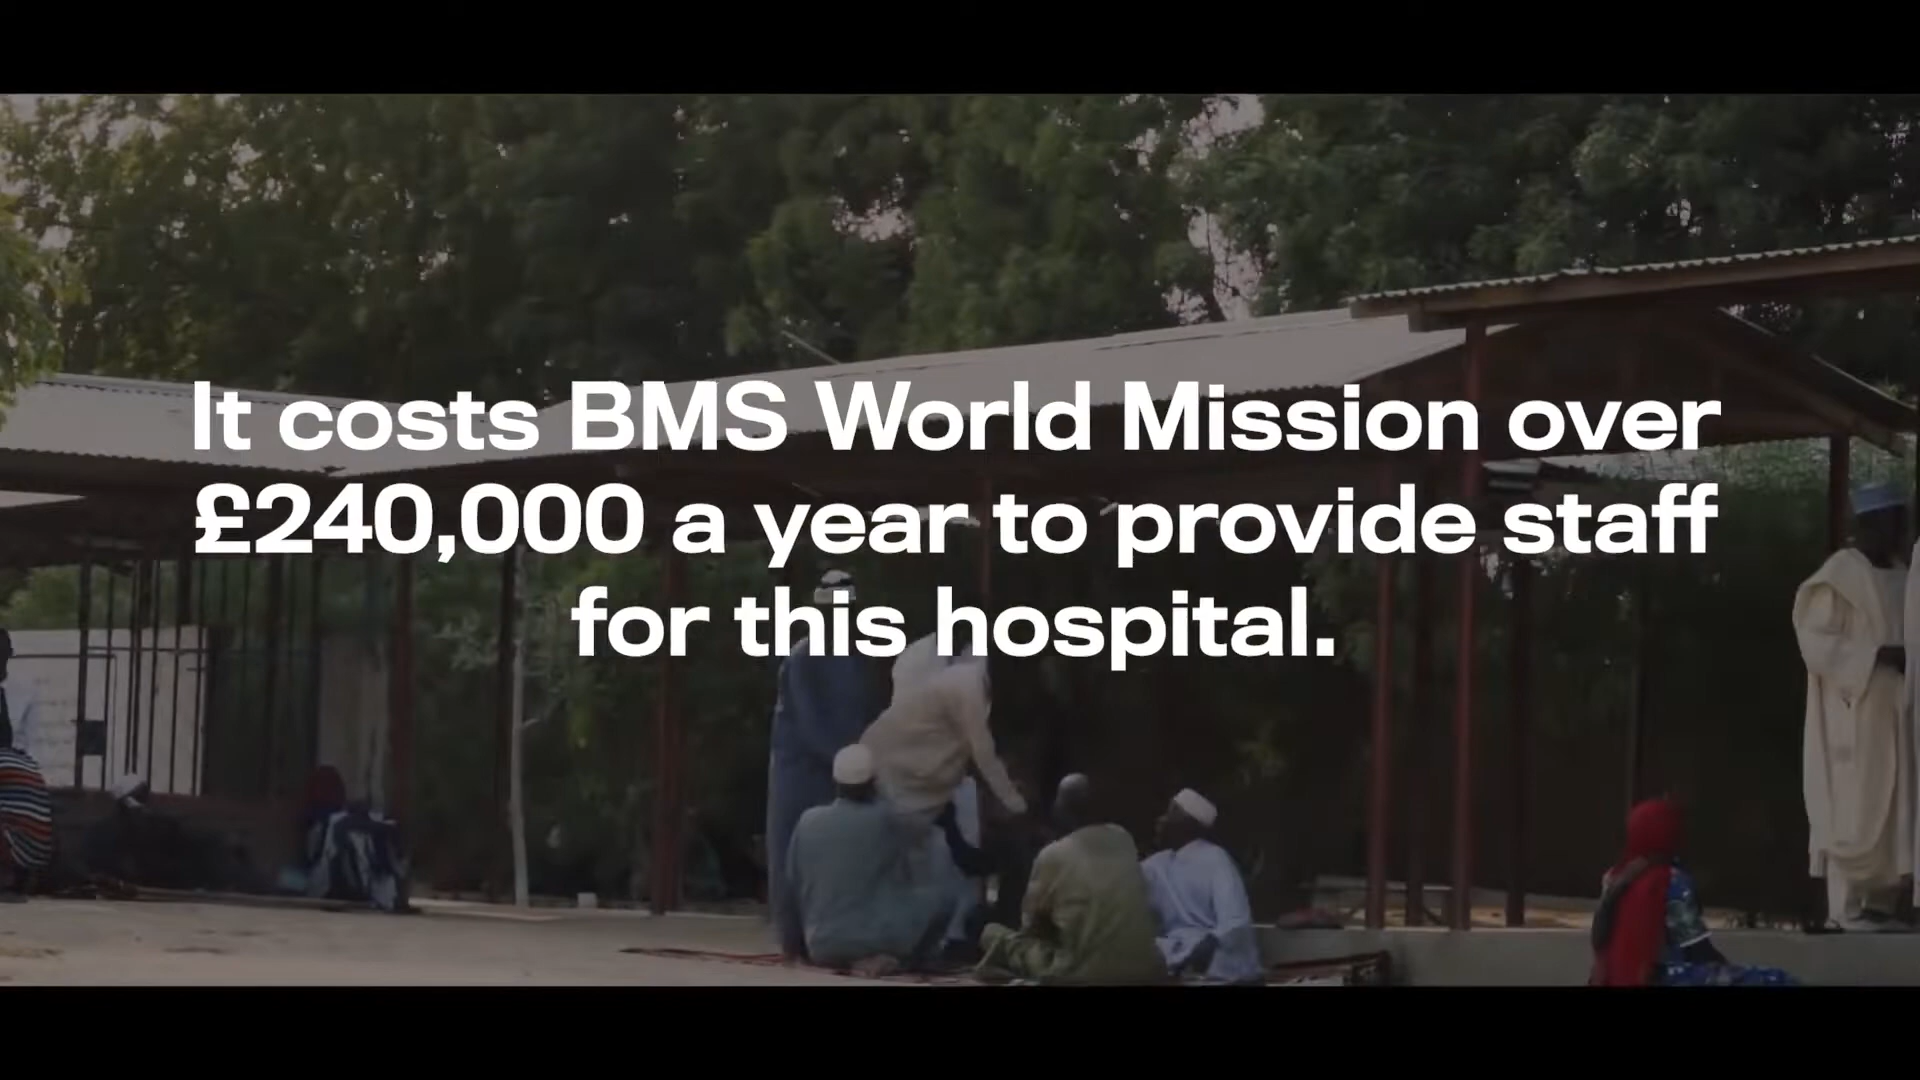 It costs BMS World Mission over
£240,000 a year to provide staff
for this hospital.